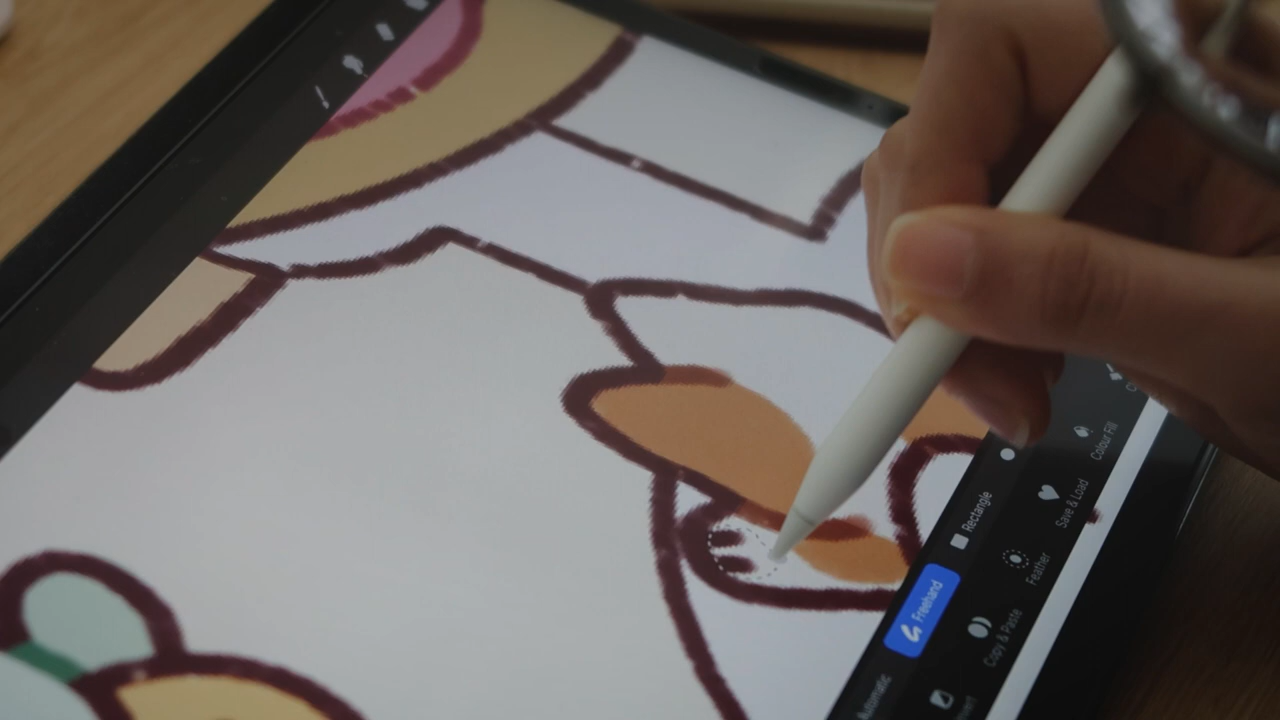 Automatic
Freehand
Rectangle
Copy & Paste
Feather
Save & Load
Colour Fill